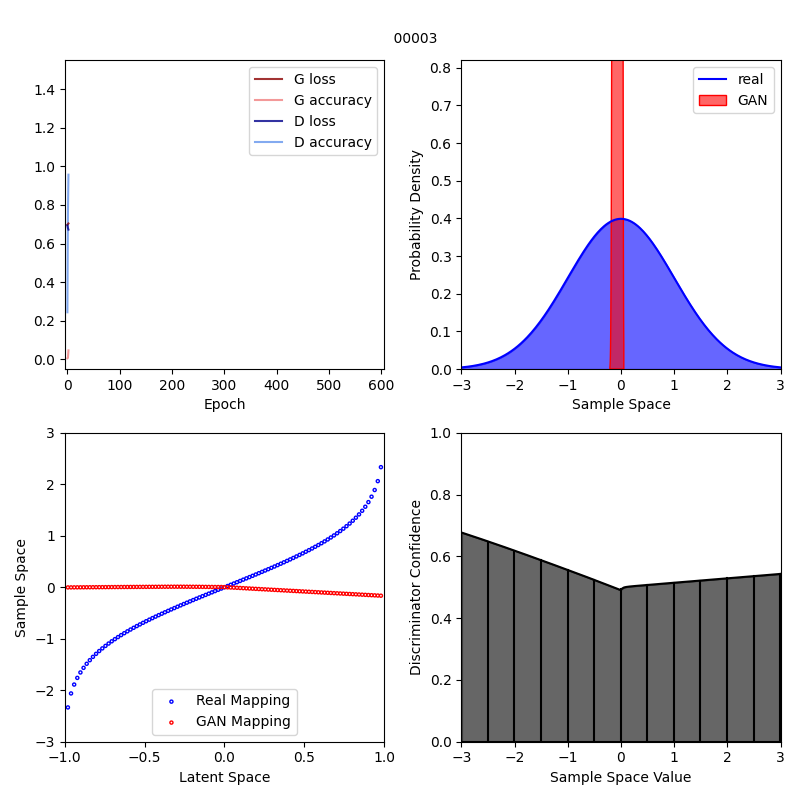 00003
1.4
1.2
1.0
0.8
0.6
0.4
0.2
0.0
0 100 200 300 400 500 600
Epoch
G loss
G accuracy
D loss
D accuracy
Probability Density
0.8
0.7
0.6
0.5
0.4
0.3
0.2
0.1
0.0
−3 −2 −1 0 1 2 3
Sample Space
real
GAN
Sample Space
3
2
1
0
−1
−2
−3
−1.0 −0.5 0.0 0.5 1.0
Latent Space
Real Mapping
GAN Mapping
Discriminator Confidence
1.0
0.8
0.6
0.4
0.2
0.0
−3 −2 −1 0 1 2 3
Sample Space Value